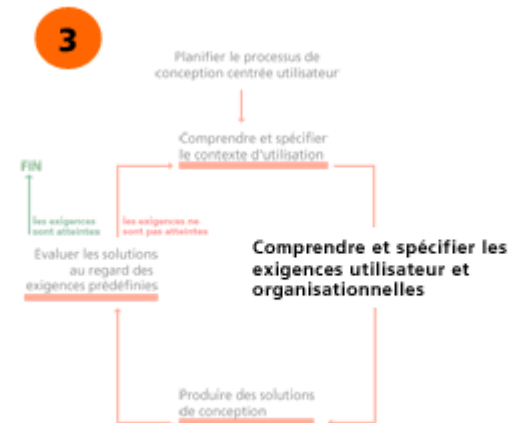 3
Planifier le processus de
conception centrée utilisateur
Comprendre et spécifier
le contexte d'utilisation
FIN
les exigences
sont atteintes
les exigences ne
sont pas atteintes
Evaluer les solutions
au regard des
exigences prédéfinies
Comprendre et spécifier les
exigences utilisateur et
organisationnelles
Produire des solutions
de conception